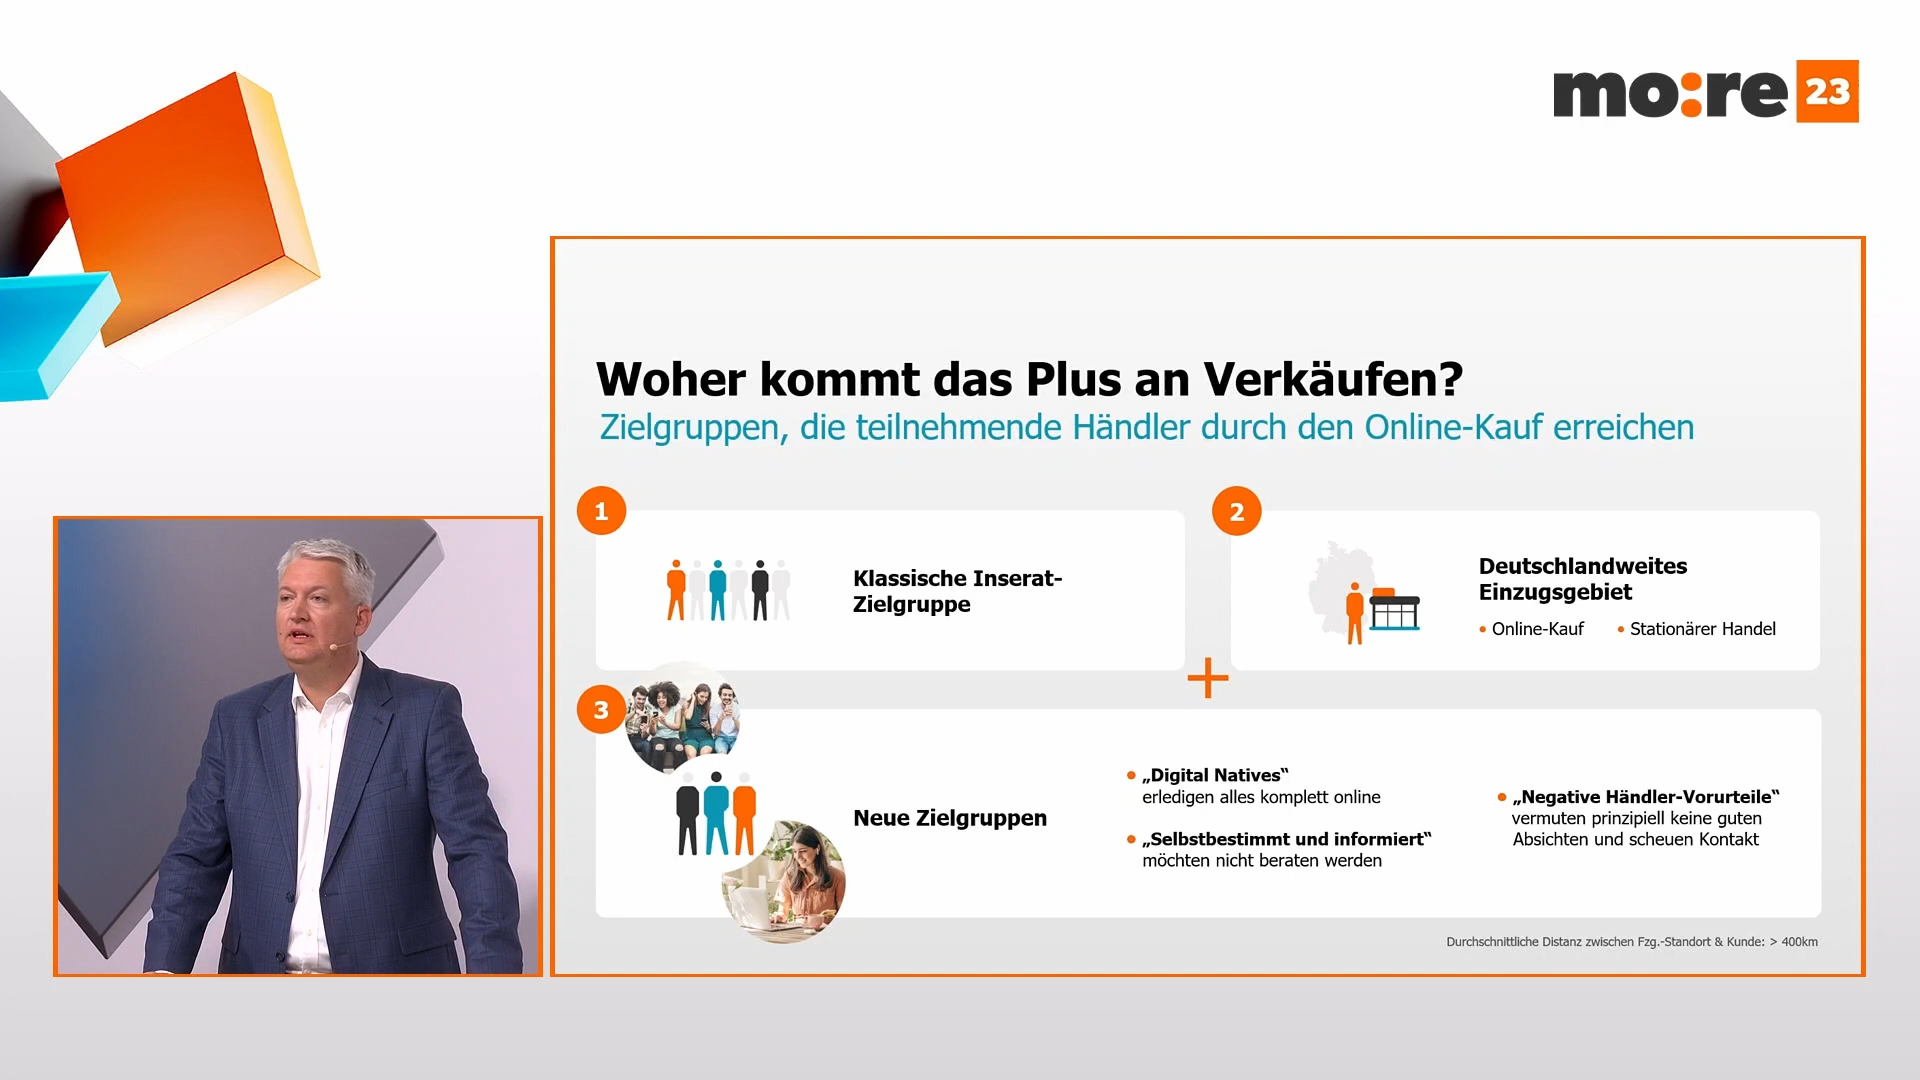 mo:re 23
Woher kommt das Plus an Verkäufen?
Zielgruppen, die teilnehmende Händler durch den Online-Kauf erreichen
1
Klassische Inserat-
Zielgruppe
2
Deutschlandweites
Einzugsgebiet
• Online-Kauf • Stationärer Handel
+
3
Neue Zielgruppen
• „Digital Natives“
erledigen alles komplett online
• „Selbstbestimmt und informiert“
möchten nicht beraten werden
• „Negative Händler-Vorurteile“
vermuten prinzipiell keine guten
Absichten und scheuen Kontakt
Durchschnittliche Distanz zwischen Fzg.-Standort & Kunde: > 400km